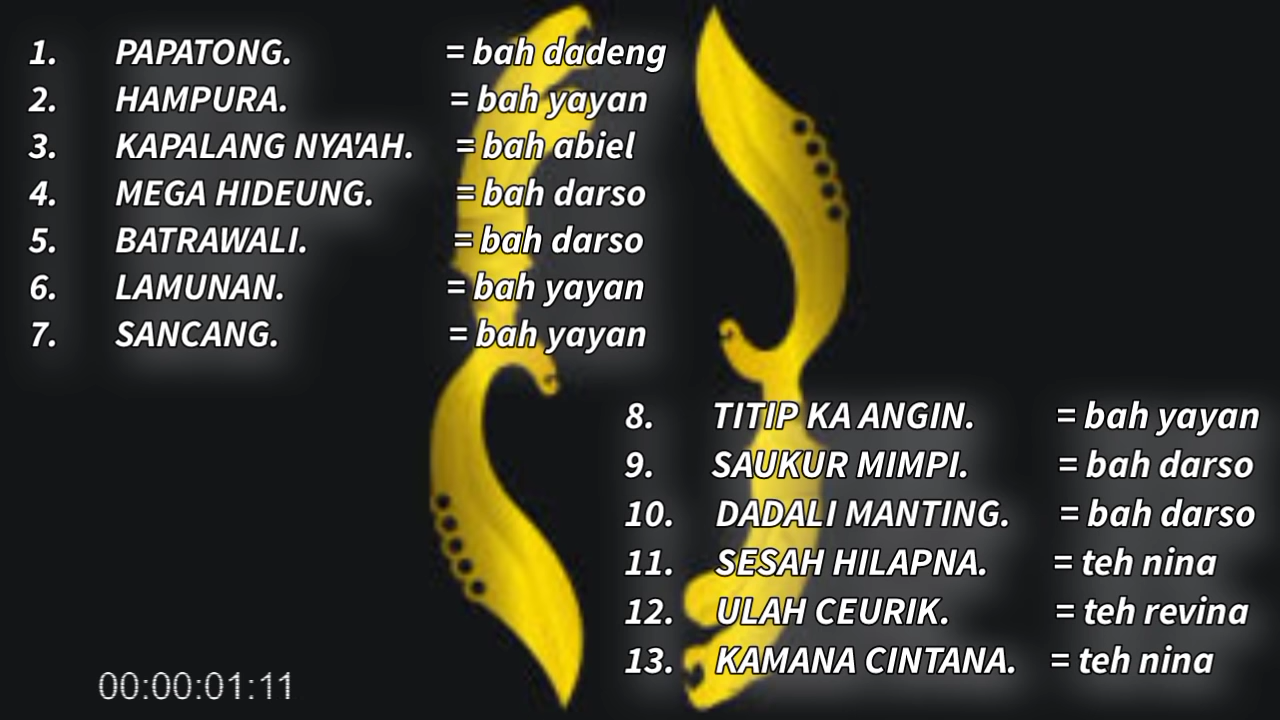 1. PAPATONG. = bah dadeng
2. HAMPURA. = bah yayan
3. KAPALANG NYA'AH. = bah abiel
4. MEGA HIDEUNG. = bah darso
5. BATRAWALI. = bah darso
6. LAMUNAN. = bah yayan
7. SANCANG. = bah yayan
8. TITIP KA ANGIN. = bah yayan
9. SAUKUR MIMPI. = bah darso
10. DADALI MANTING. = bah darso
11. SESAH HILAPNA. = teh nina
12. ULAH CEURIK. = teh revina
13. KAMANA CINTANA. = teh nina
00:00:01:11